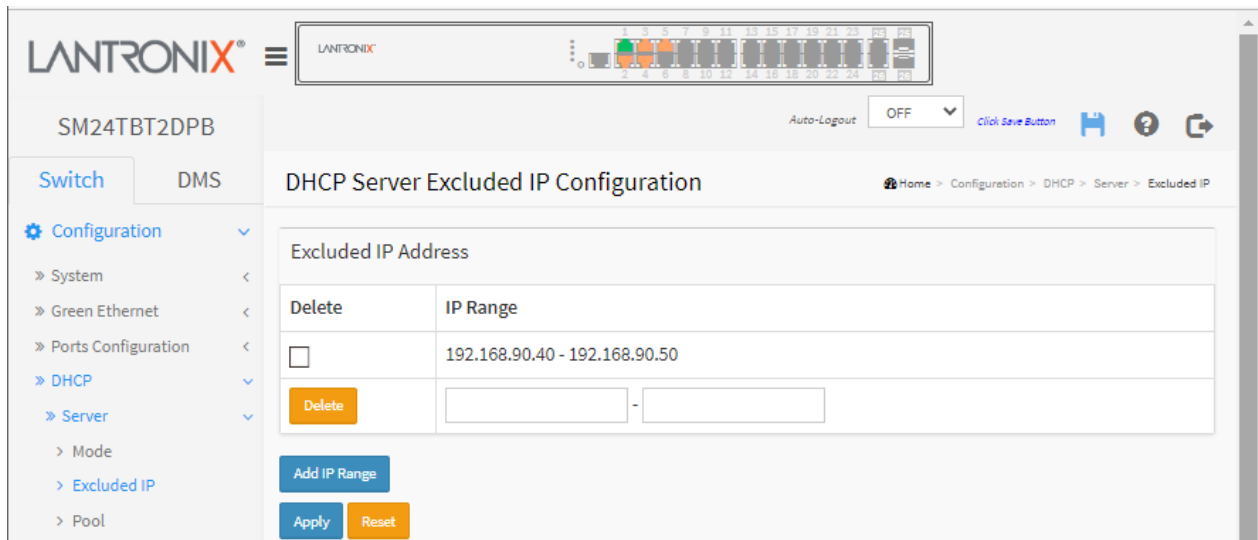 LANTRONIX®
LANTRONIX
1 3 5 7 9 11 13 15 17 19 21 23 25 25
2 4 6 8 10 12 14 16 18 20 22 24 26 26
SM24TBT2DPB
Auto-Logout OFF Click Save Button
Switch DMS
DHCP Server Excluded IP Configuration
Home > Configuration > DHCP > Server > Excluded IP
Configuration
» System
» Green Ethernet
» Ports Configuration
» DHCP
» Server
> Mode
> Excluded IP
> Pool
Excluded IP Address
Delete IP Range
192.168.90.40 - 192.168.90.50
Delete -
Add IP Range
Apply Reset